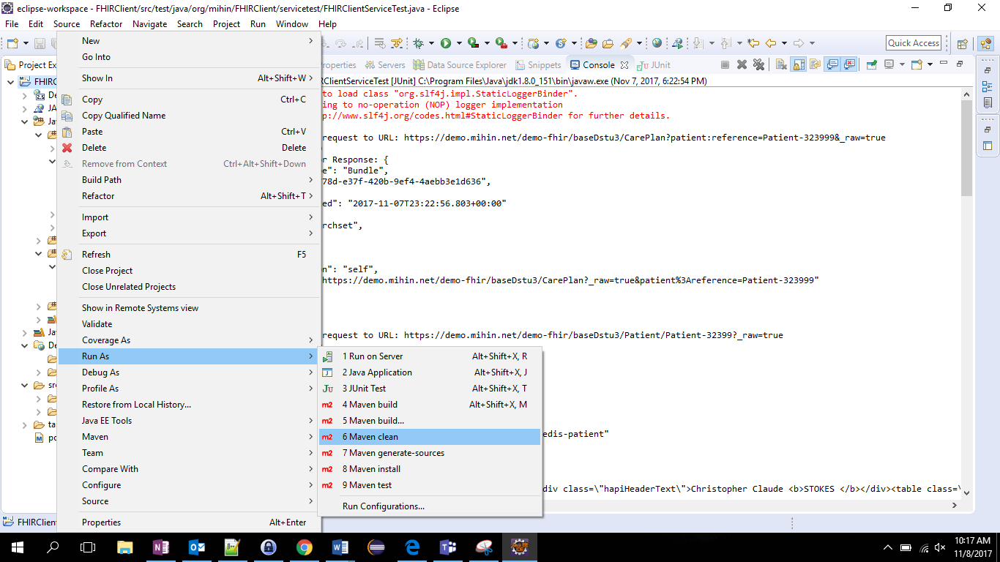 eclipse-workspace - FHIRClient/src/test/java/org/mihin/FHIRClient/servicetest/FHIRClientServiceTest.java - Eclipse
File Edit Source Refactor Navigate Search Project Run Window Help
Quick Access
Project Ex
roperties Servers Data Source Explorer Snippets Console JUnit
RClientServiceTest [JUnit] C:\Program Files\Java\jdk1.8.0_151\bin\javaw.exe (Nov 7, 2017, 6:22:54 PM)
to load class "org.slf4j.impl.StaticLoggerBinder".
ing to no-operation (NOP) logger implementation
p://www.slf4j.org/codes.html#StaticLoggerBinder for further details.
request to URL: https://demo.mihin.net/demo-fhir/baseDstu3/CarePlan?patient:reference=Patient-323999&_raw=true
r Response: {
e": "Bundle",
78d-e37f-420b-9ef4-4aebb3e1d636",
ed": "2017-11-07T23:22:56.803+00:00"
rchset",
n": "self",
https://demo.mihin.net/demo-fhir/baseDstu3/CarePlan?_raw=true&patient%3Areference=Patient-323999"
request to URL: https://demo.mihin.net/demo-fhir/baseDstu3/Patient/Patient-32399?_raw=true
edis-patient"
div class=\"hapiHeaderText\">Christopher Claude <b>STOKES </b></div><table class=\
FHIRC
De
JA
Jav
Jav
De
src
ta
po
New
Go Into
Show In Alt+Shift+W
Copy Ctrl+C
Copy Qualified Name
Paste Ctrl+V
Delete Delete
Remove from Context Ctrl+Alt+Shift+Down
Build Path
Refactor Alt+Shift+T
Import
Export
Refresh F5
Close Project
Close Unrelated Projects
Show in Remote Systems view
Validate
Coverage As
Run As
Debug As
Profile As
Restore from Local History...
Java EE Tools
Maven
Team
Compare With
Configure
Source
Properties Alt+Enter
1 Run on Server Alt+Shift+X, R
2 Java Application Alt+Shift+X, J
3 JUnit Test Alt+Shift+X, T
4 Maven build Alt+Shift+X, M
5 Maven build...
6 Maven clean
7 Maven generate-sources
8 Maven install
9 Maven test
Run Configurations...
FHIRClien
10:17 AM
11/8/2017